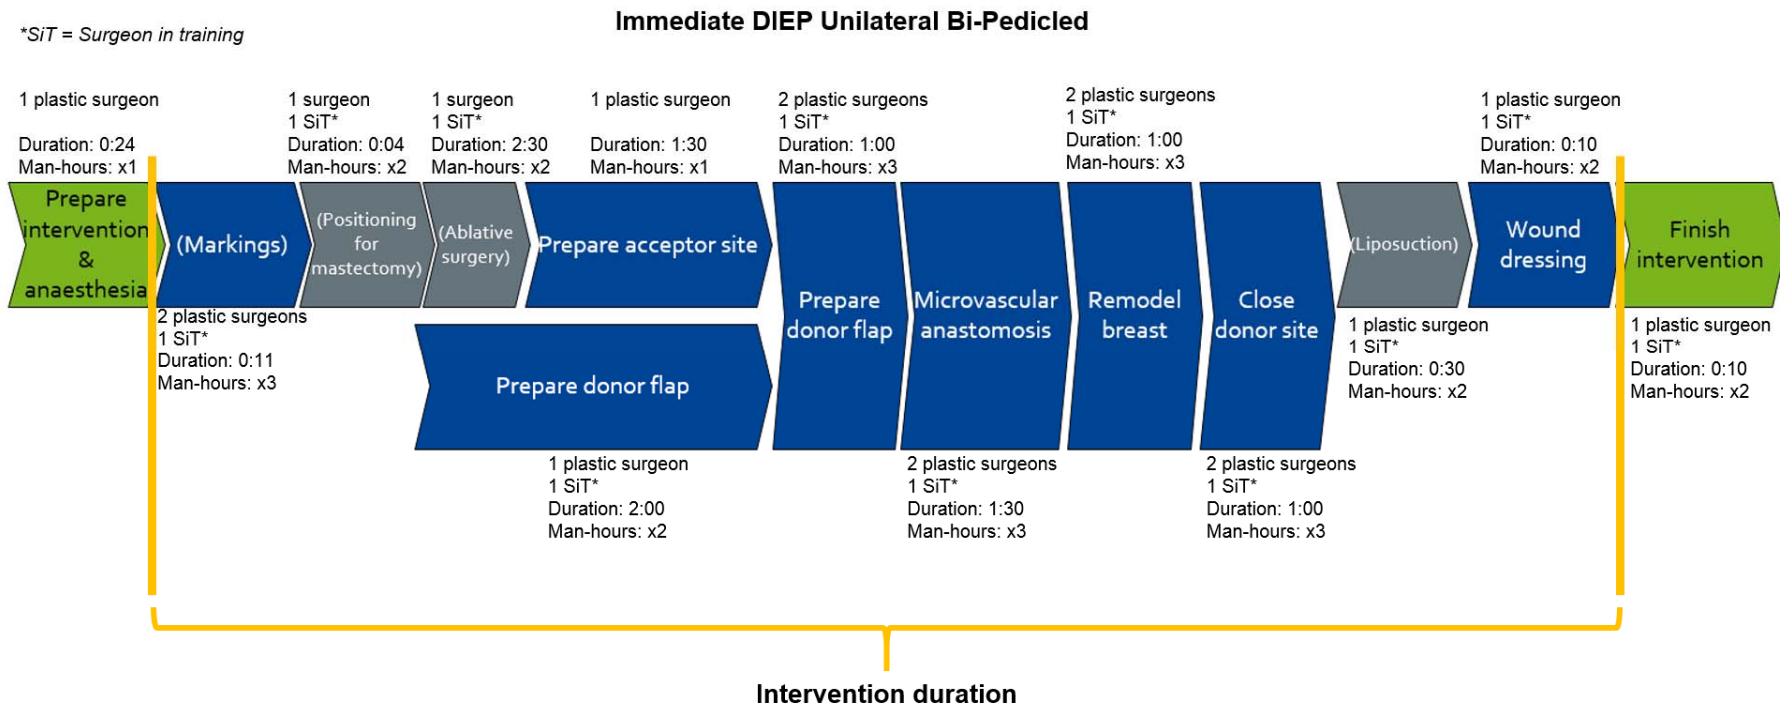 Immediate DIEP Unilateral Bi-Pedicled
*SiT = Surgeon in training
1 plastic surgeon
Duration: 0:24
Man-hours: x1
Prepare
intervention
&
anaesthesia
(Markings)
2 plastic surgeons
1 SiT*
Duration: 0:11
Man-hours: x3
1 surgeon
1 SiT*
Duration: 0:04
Man-hours: x2
(Positioning
for
mastectomy)
1 surgeon
1 SiT*
Duration: 2:30
Man-hours: x2
(Ablative
surgery)
1 plastic surgeon
Duration: 1:30
Man-hours: x1
Prepare acceptor site
Prepare donor flap
1 plastic surgeon
1 SiT*
Duration: 2:00
Man-hours: x2
2 plastic surgeons
1 SiT*
Duration: 1:00
Man-hours: x3
Prepare
donor flap
Microvascular
anastomosis
2 plastic surgeons
1 SiT*
Duration: 1:30
Man-hours: x3
2 plastic surgeons
1 SiT*
Duration: 1:00
Man-hours: x3
Remodel
breast
Close
donor site
2 plastic surgeons
1 SiT*
Duration: 1:00
Man-hours: x3
(Liposuction)
1 plastic surgeon
1 SiT*
Duration: 0:30
Man-hours: x2
1 plastic surgeon
1 SiT*
Duration: 0:10
Man-hours: x2
Wound
dressing
Finish
intervention
1 plastic surgeon
1 SiT*
Duration: 0:10
Man-hours: x2
Intervention duration